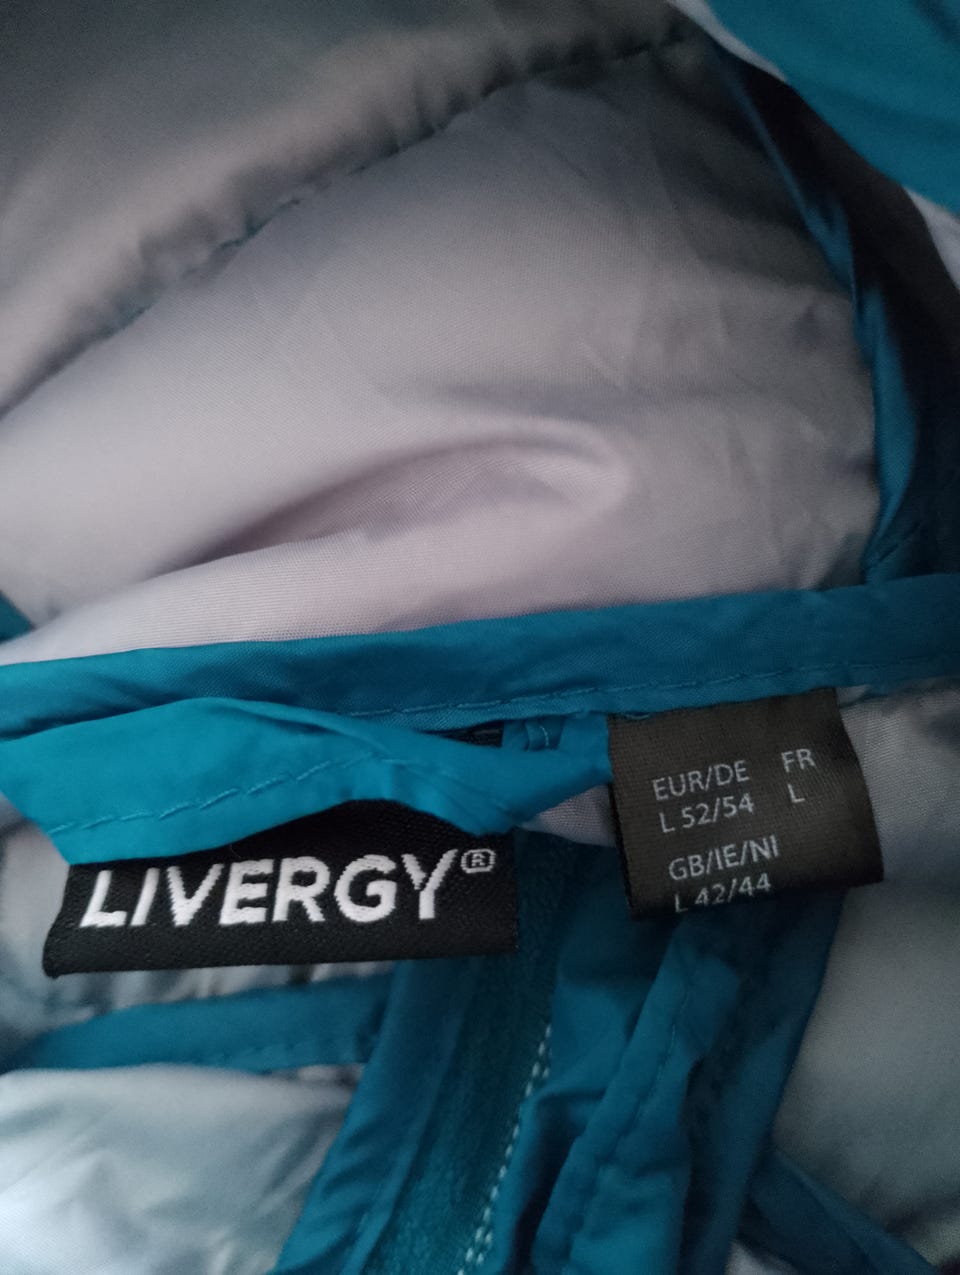 LIVERGY®
EUR/DE FR
L 52/54 L
GB/IE/NI
L 42/44